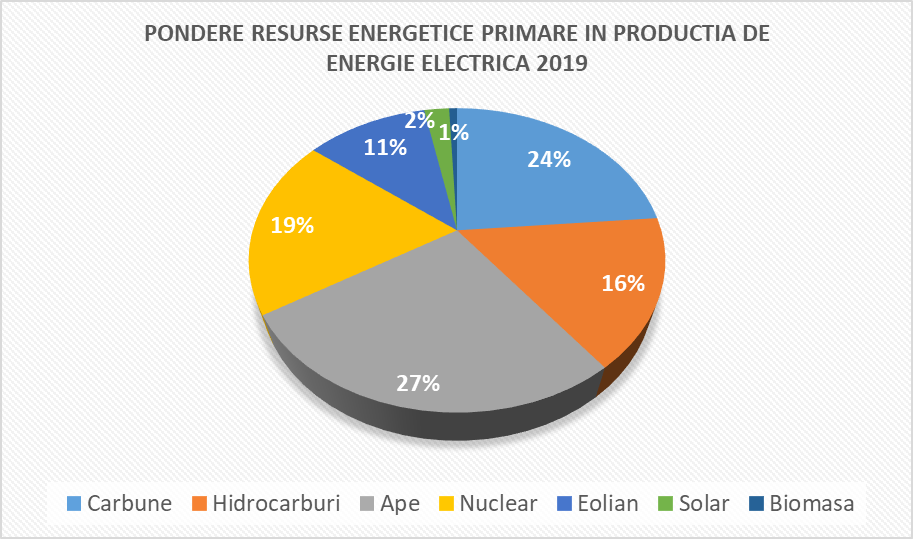 PONDERE RESURSE ENERGETICE PRIMARE IN PRODUCTIA DE
ENERGIE ELECTRICA 2019
2%
1%
11%
24%
19%
16%
27%
Carbune Hidrocarburi Ape Nuclear Eolian Solar Biomasa